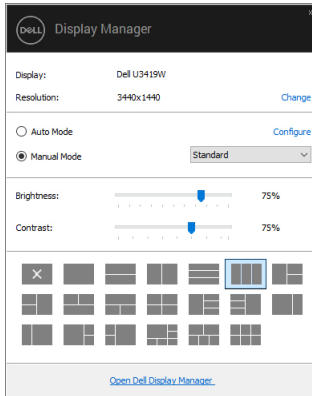 DELL Display Manager
Display: Dell U3419W
Resolution: 3440x1440 Change
Auto Mode Configure
Manual Mode Standard
Brightness: 75%
Contrast: 75%
Open Dell Display Manager